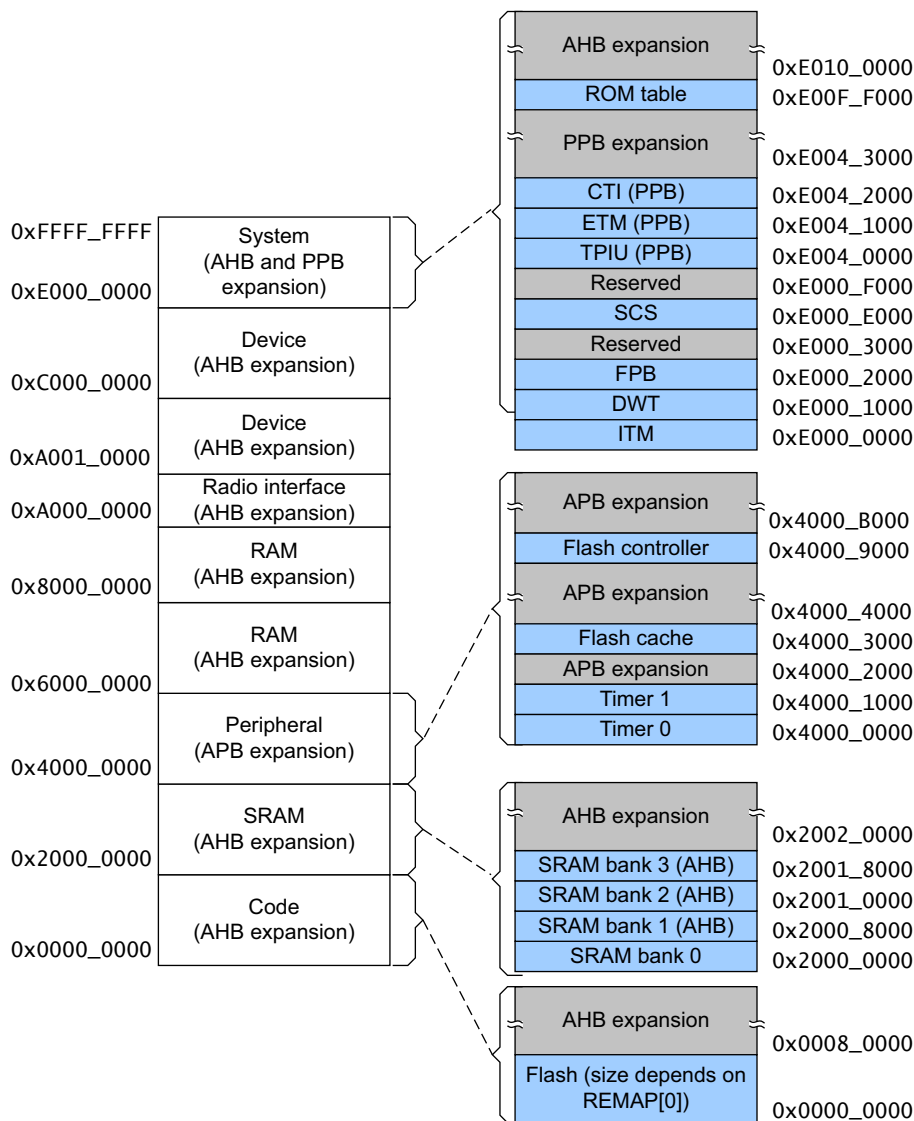 0xFFFF_FFFF
System
(AHB and PPB
expansion)
0xE000_0000
Device
(AHB expansion)
0xC000_0000
Device
(AHB expansion)
0xA001_0000
Radio interface
(AHB expansion)
0xA000_0000
RAM
(AHB expansion)
0x8000_0000
RAM
(AHB expansion)
0x6000_0000
Peripheral
(APB expansion)
0x4000_0000
SRAM
(AHB expansion)
0x2000_0000
Code
(AHB expansion)
0x0000_0000
AHB expansion
0xE010_0000
ROM table 0xE00F_F000
PPB expansion
0xE004_3000
CTI (PPB) 0xE004_2000
ETM (PPB) 0xE004_1000
TPIU (PPB) 0xE004_0000
Reserved 0xE000_F000
SCS 0xE000_E000
Reserved 0xE000_3000
FPB 0xE000_2000
DWT 0xE000_1000
ITM 0xE000_0000
APB expansion
0x4000_B000
Flash controller 0x4000_9000
APB expansion
0x4000_4000
Flash cache 0x4000_3000
APB expansion 0x4000_2000
Timer 1 0x4000_1000
Timer 0 0x4000_0000
AHB expansion
0x2002_0000
SRAM bank 3 (AHB) 0x2001_8000
SRAM bank 2 (AHB) 0x2001_0000
SRAM bank 1 (AHB) 0x2000_8000
SRAM bank 0 0x2000_0000
AHB expansion
0x0008_0000
Flash (size depends on
REMAP[0])
0x0000_0000